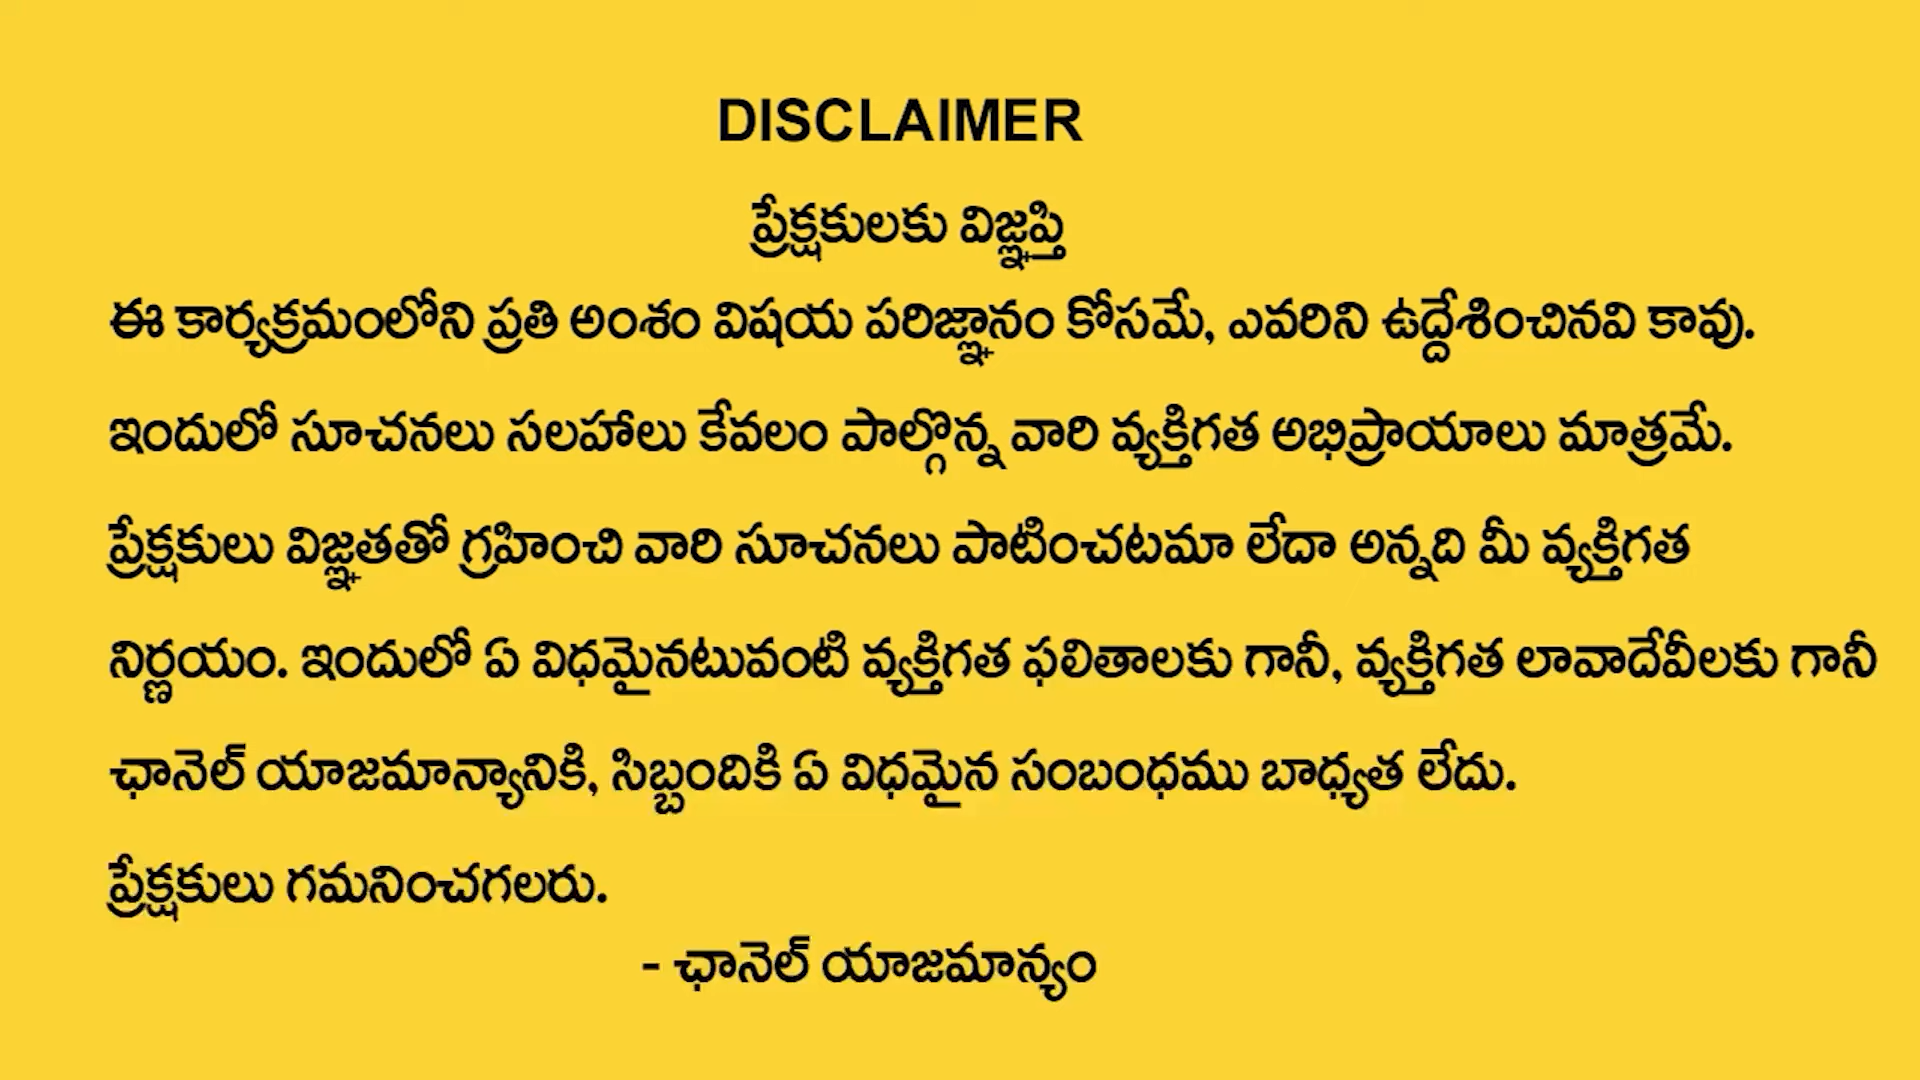 DISCLAIMER
ప్రేక్షకులకు విజ్ఞప్తి
ఈ కార్యక్రమంలోని ప్రతి అంశం విషయ పరిజ్ఞానం కోసమే, ఎవరిని ఉద్దేశించినవి కావు.
ఇందులో సూచనలు సలహాలు కేవలం పాల్గొన్న వారి వ్యక్తిగత అభిప్రాయాలు మాత్రమే.
ప్రేక్షకులు విజ్ఞతతో గ్రహించి వారి సూచనలు పాటించటమా లేదా అన్నది మీ వ్యక్తిగత
నిర్ణయం. ఇందులో ఏ విధమైనటువంటి వ్యక్తిగత ఫలితాలకు గానీ, వ్యక్తిగత లావాదేవీలకు గానీ
ఛానెల్ యాజమాన్యానికి, సిబ్బందికి ఏ విధమైన సంబంధము బాధ్యత లేదు.
ప్రేక్షకులు గమనించగలరు.
- ఛానెల్ యాజమాన్యం